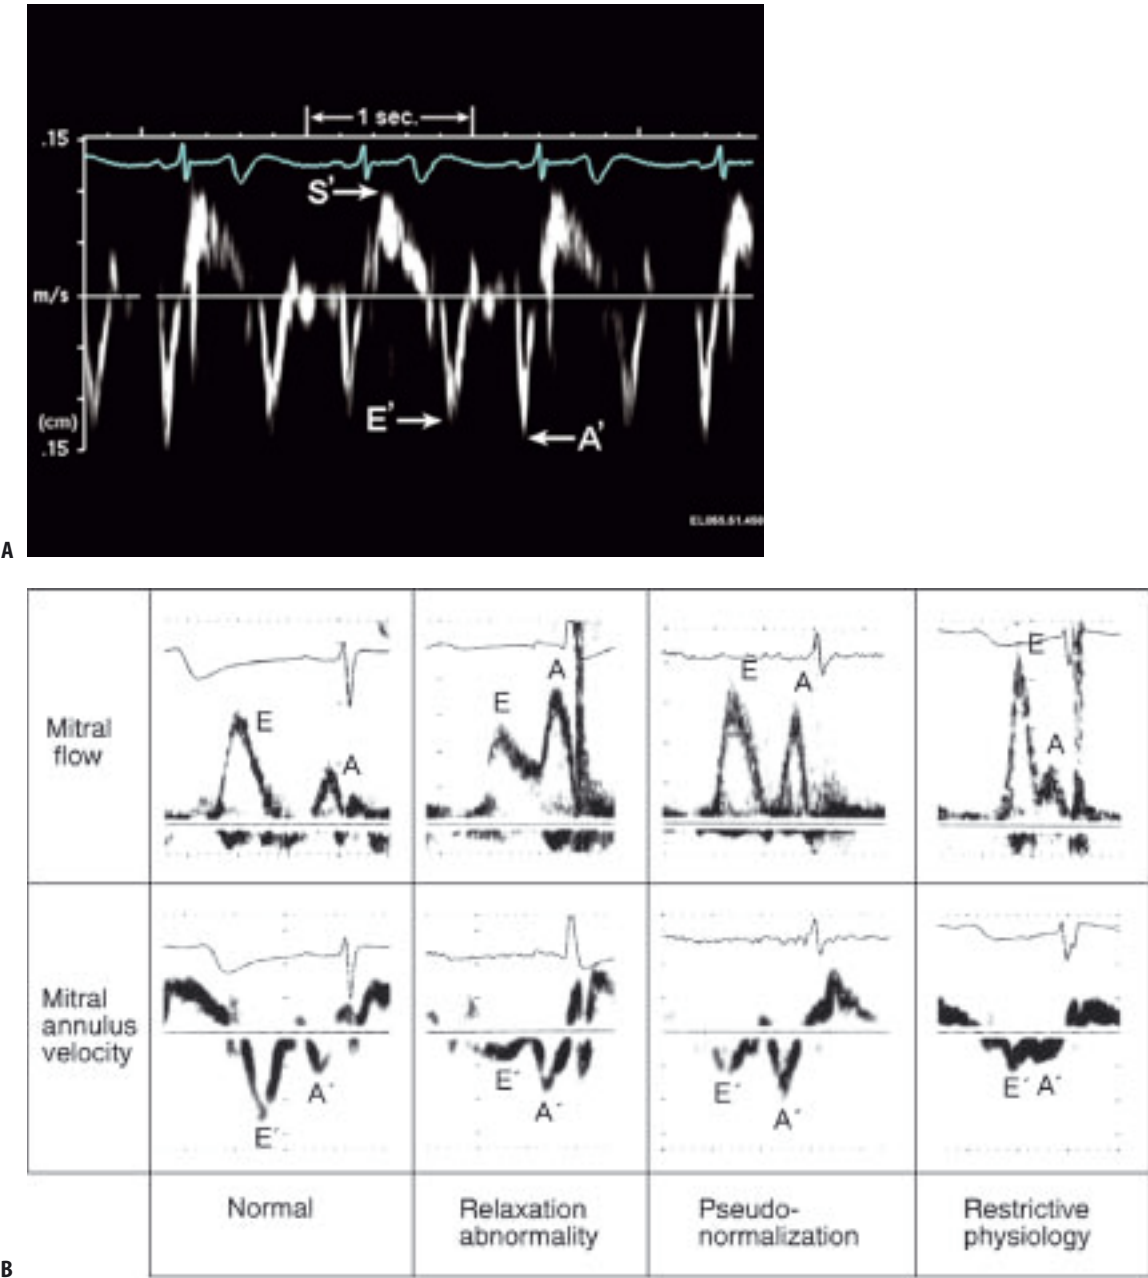 1 sec.
.15
S'
m/s
E'
(cm)
A'
.15
A
Mitral
flow
E
A
E
A
E
A
E
A
Mitral
annulus
velocity
E´
A´
E´
A´
E´
A´
E´ A´
Normal
Relaxation
abnormality
Pseudo-
normalization
Restrictive
physiology
B